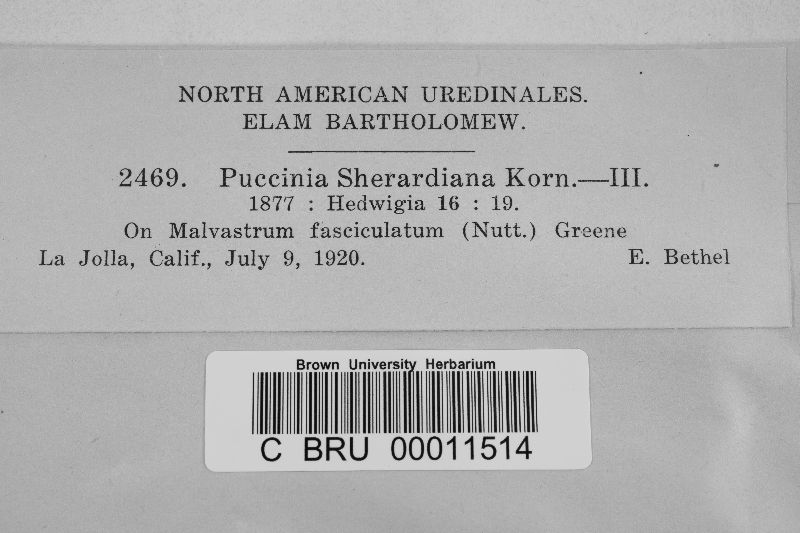 NORTH AMERICAN UREDINALES.
ELAM BARTHOLOMEW.
2469. Puccinia Sherardiana Korn.—III.
1877 : Hedwigia 16 : 19.
On Malvastrum fasciculatum (Nutt.) Greene
La Jolla, Calif., July 9, 1920. E. Bethel
Brown University Herbarium
C BRU 00011514